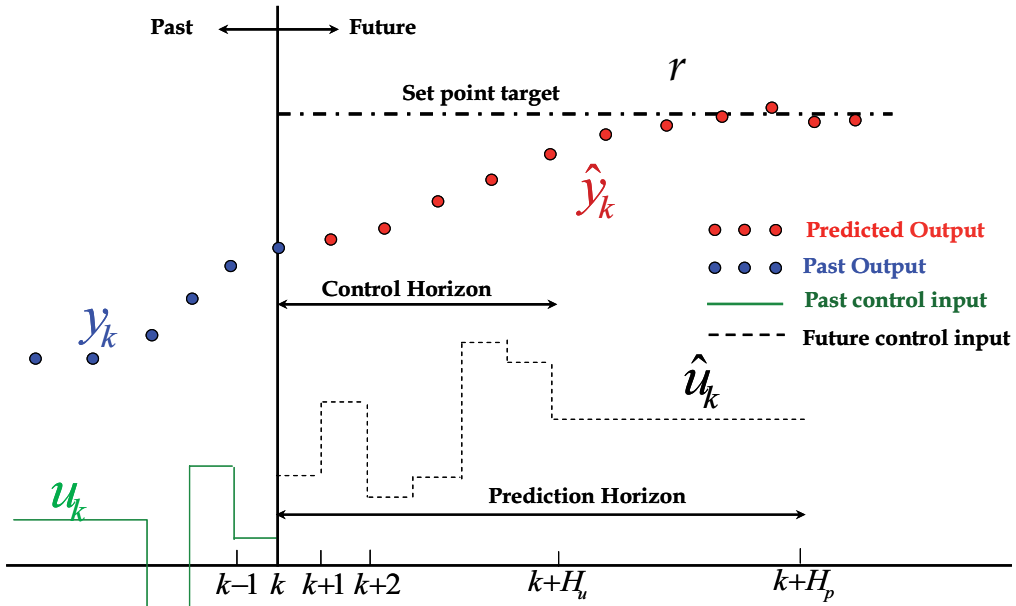 Past Future
r
Set point target
ŷₖ
Predicted Output
Past Output
Control Horizon
Past control input
yₖ
Future control input
ûₖ
Prediction Horizon
uₖ
k−1 k k+1 k+2 k+Hᵤ k+Hₚ